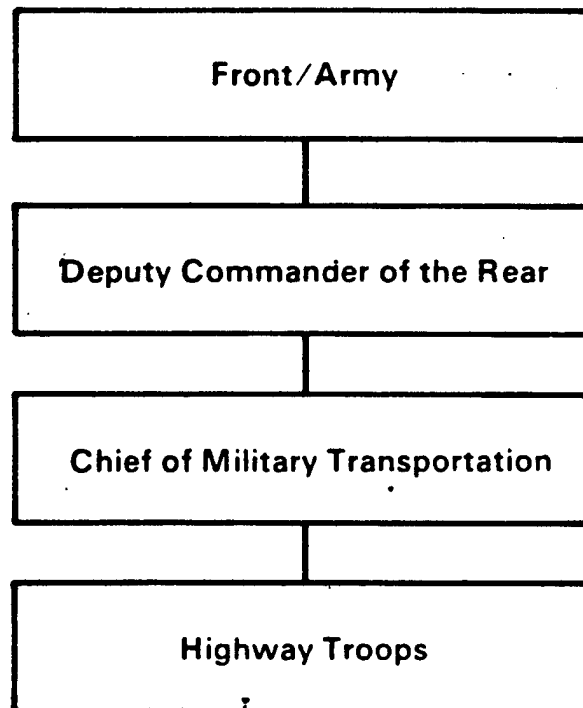 Front/Army
Deputy Commander of the Rear
Chief of Military Transportation
Highway Troops